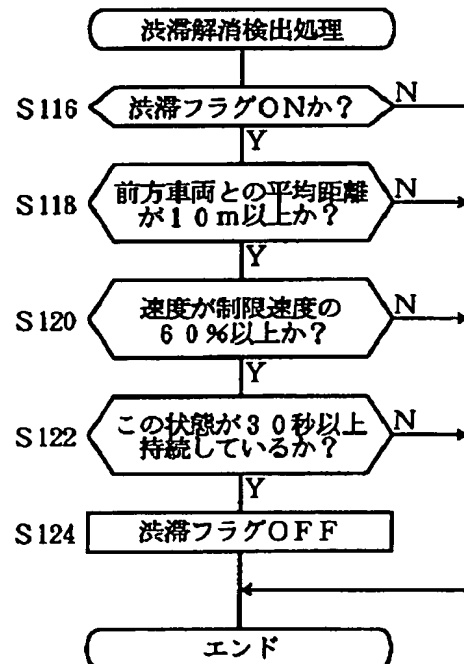 渋滞解消検出処理
S116
渋滞フラグONか?
N
Y
S118
前方車両との平均距離
が10m以上か?
N
Y
S120
速度が制限速度の
60%以上か?
N
Y
S122
この状態が30秒以上
持続しているか?
N
Y
S124
渋滞フラグOFF
エンド